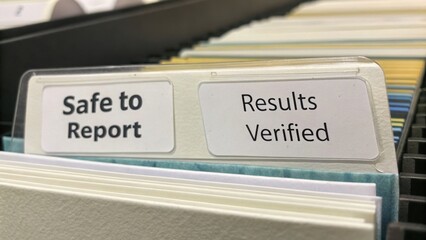 Safe to
Report
Results
Verified